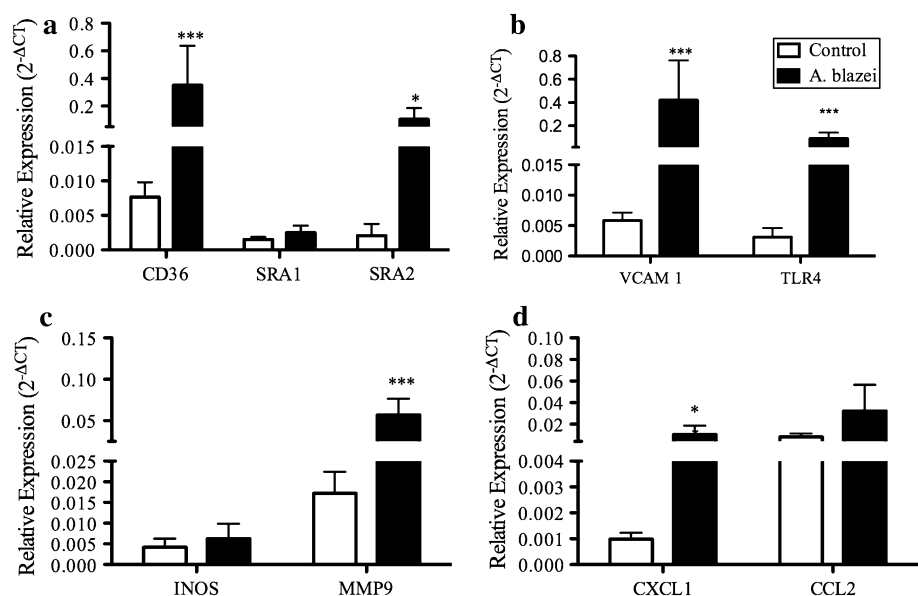 a
Relative Expression (2^-ΔCT)
0.8
0.6
0.4
0.2
0.015
0.010
0.005
0.000
***
*
CD36 SRA1 SRA2
b
Relative Expression (2^-ΔCT)
0.8
0.6
0.4
0.2
0.015
0.010
0.005
0.000
***
***
VCAM 1 TLR4
Control
A. blazei
c
Relative Expression (2^-ΔCT)
0.15
0.10
0.05
0.025
0.020
0.015
0.010
0.005
0.000
***
INOS MMP9
d
Relative Expression (2^-ΔCT)
0.10
0.08
0.06
0.04
0.02
0.004
0.003
0.002
0.001
0.000
*
CXCL1 CCL2